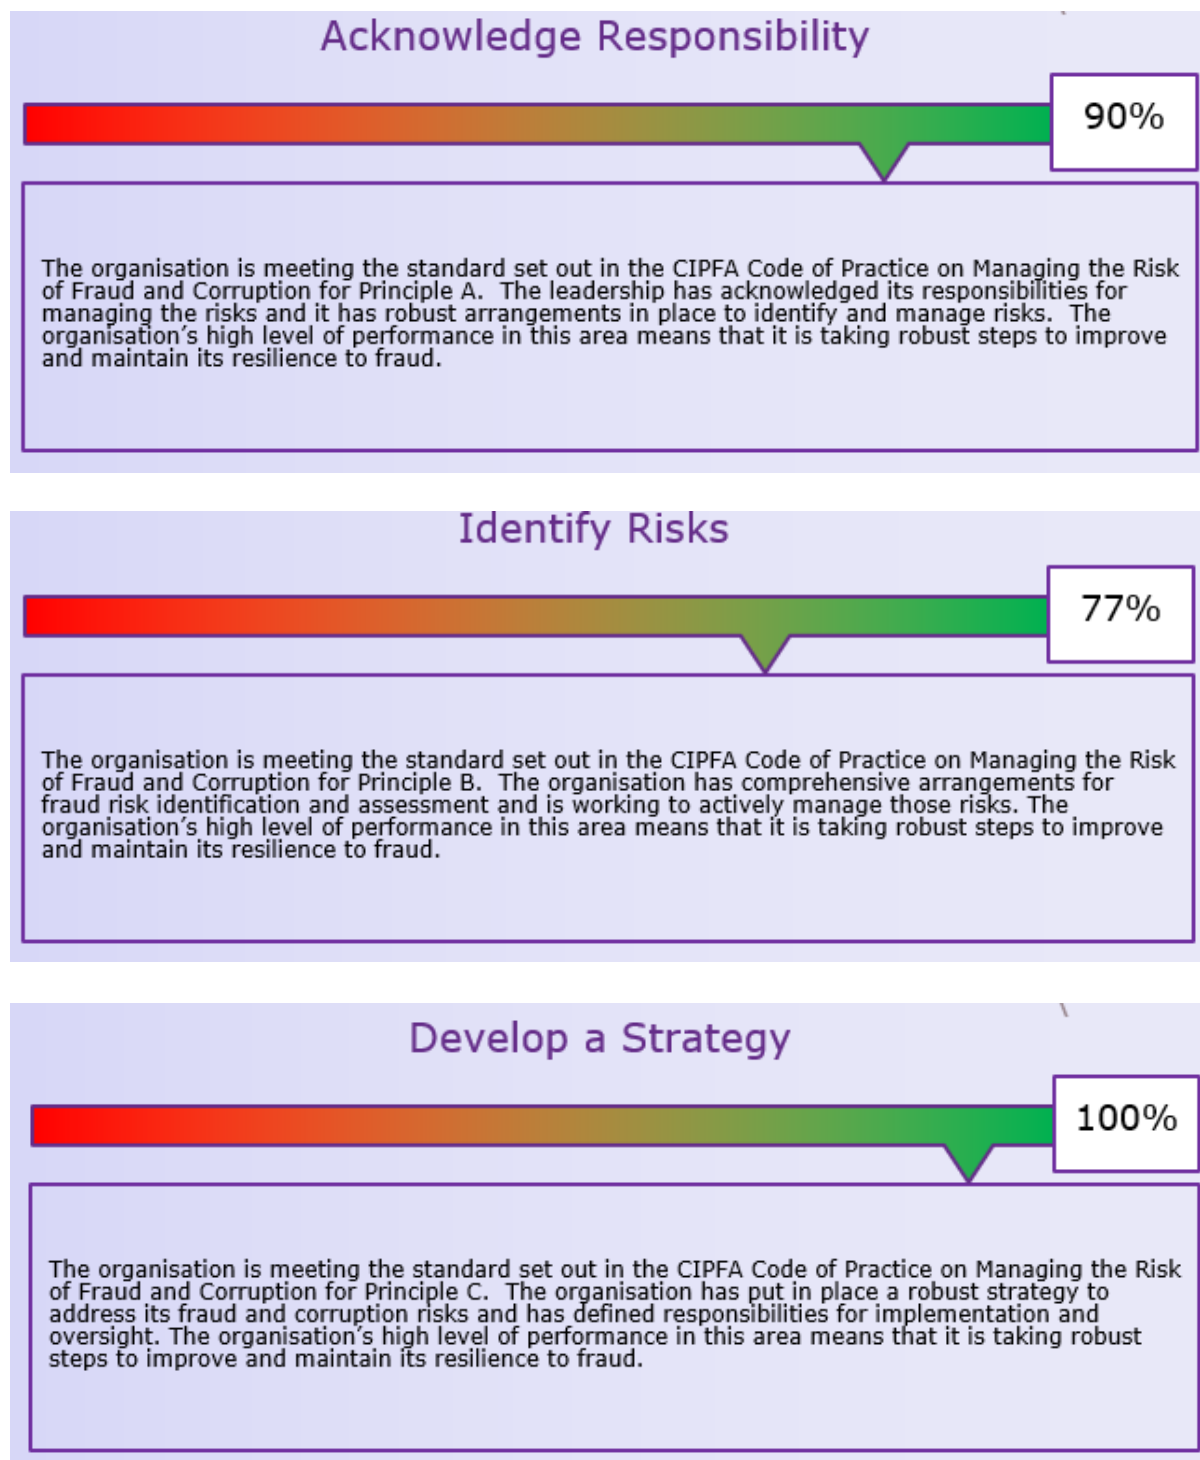 Acknowledge Responsibility
90%
The organisation is meeting the standard set out in the CIPFA Code of Practice on Managing the Risk
of Fraud and Corruption for Principle A.  The leadership has acknowledged its responsibilities for
managing the risks and it has robust arrangements in place to identify and manage risks.  The
organisation’s high level of performance in this area means that it is taking robust steps to improve
and maintain its resilience to fraud.
Identify Risks
77%
The organisation is meeting the standard set out in the CIPFA Code of Practice on Managing the Risk
of Fraud and Corruption for Principle B.  The organisation has comprehensive arrangements for
fraud risk identification and assessment and is working to actively manage those risks. The
organisation’s high level of performance in this area means that it is taking robust steps to improve
and maintain its resilience to fraud.
Develop a Strategy
100%
The organisation is meeting the standard set out in the CIPFA Code of Practice on Managing the Risk
of Fraud and Corruption for Principle C.  The organisation has put in place a robust strategy to
address its fraud and corruption risks and has defined responsibilities for implementation and
oversight. The organisation’s high level of performance in this area means that it is taking robust
steps to improve and maintain its resilience to fraud.